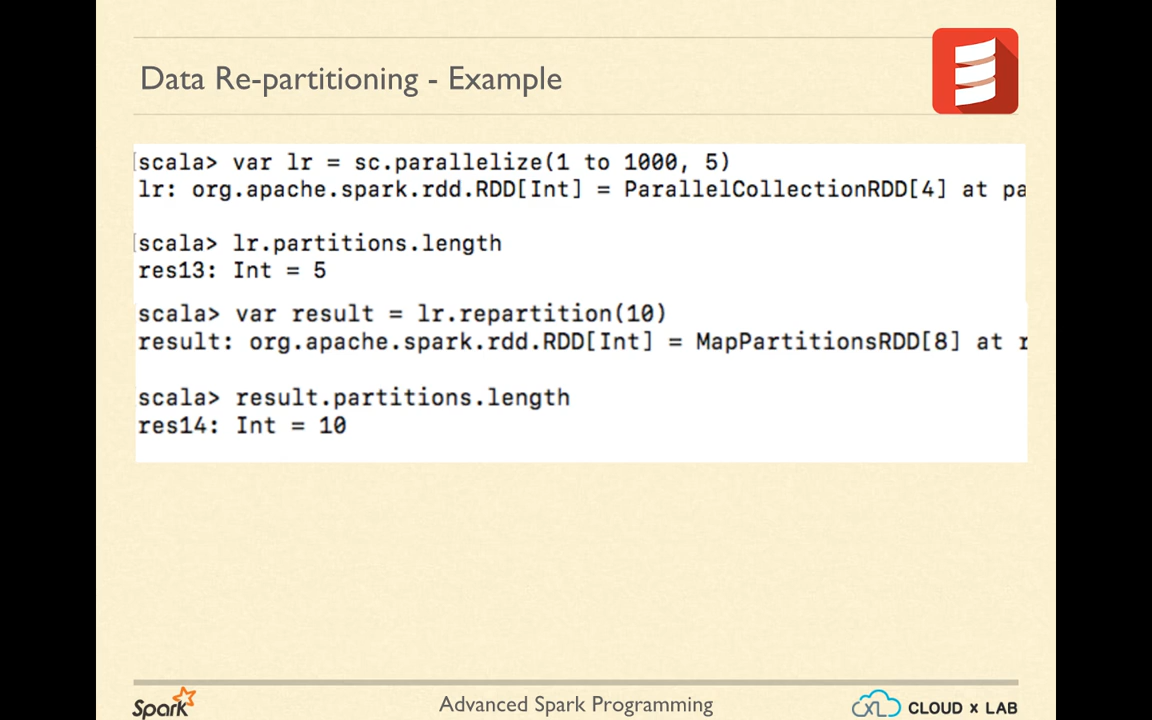 Data Re-partitioning - Example
scala> var lr = sc.parallelize(1 to 1000, 5)
lr: org.apache.spark.rdd.RDD[Int] = ParallelCollectionRDD[4] at pa
scala> lr.partitions.length
res13: Int = 5
scala> var result = lr.repartition(10)
result: org.apache.spark.rdd.RDD[Int] = MapPartitionsRDD[8] at r
scala> result.partitions.length
res14: Int = 10
Spark
Advanced Spark Programming
CXL CLOUD x LAB